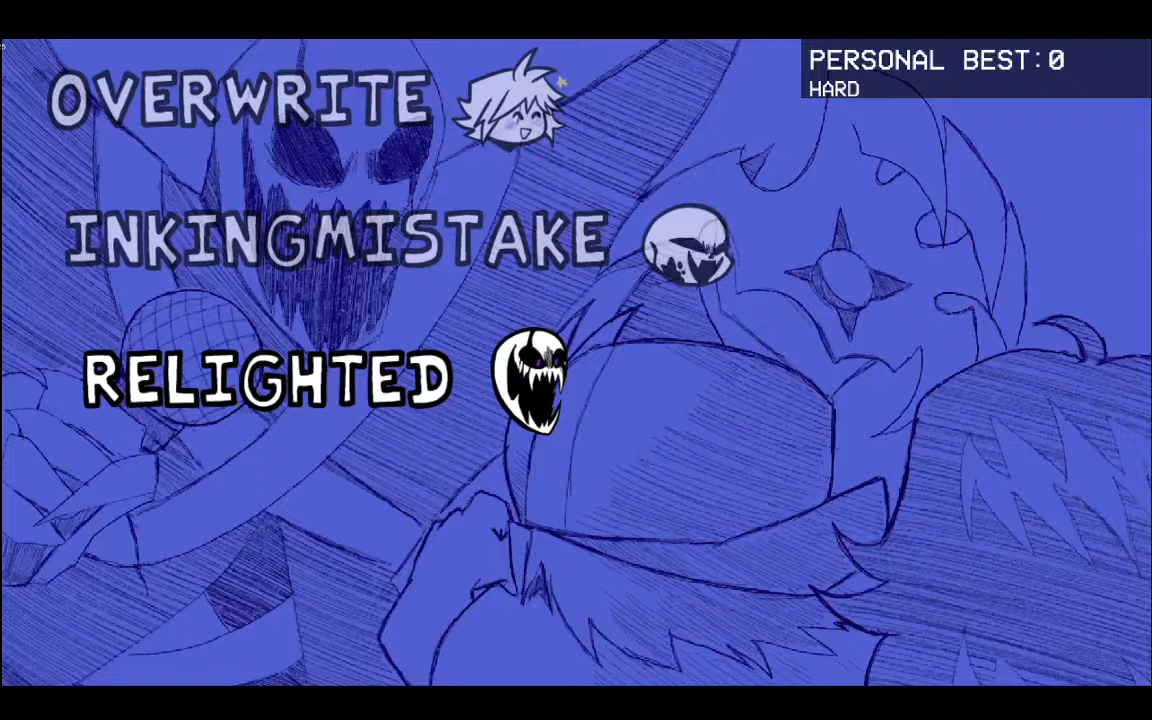 PERSONAL BEST:0
HARD
OVERWRITE
INKINGMISTAKE
RELIGHTED